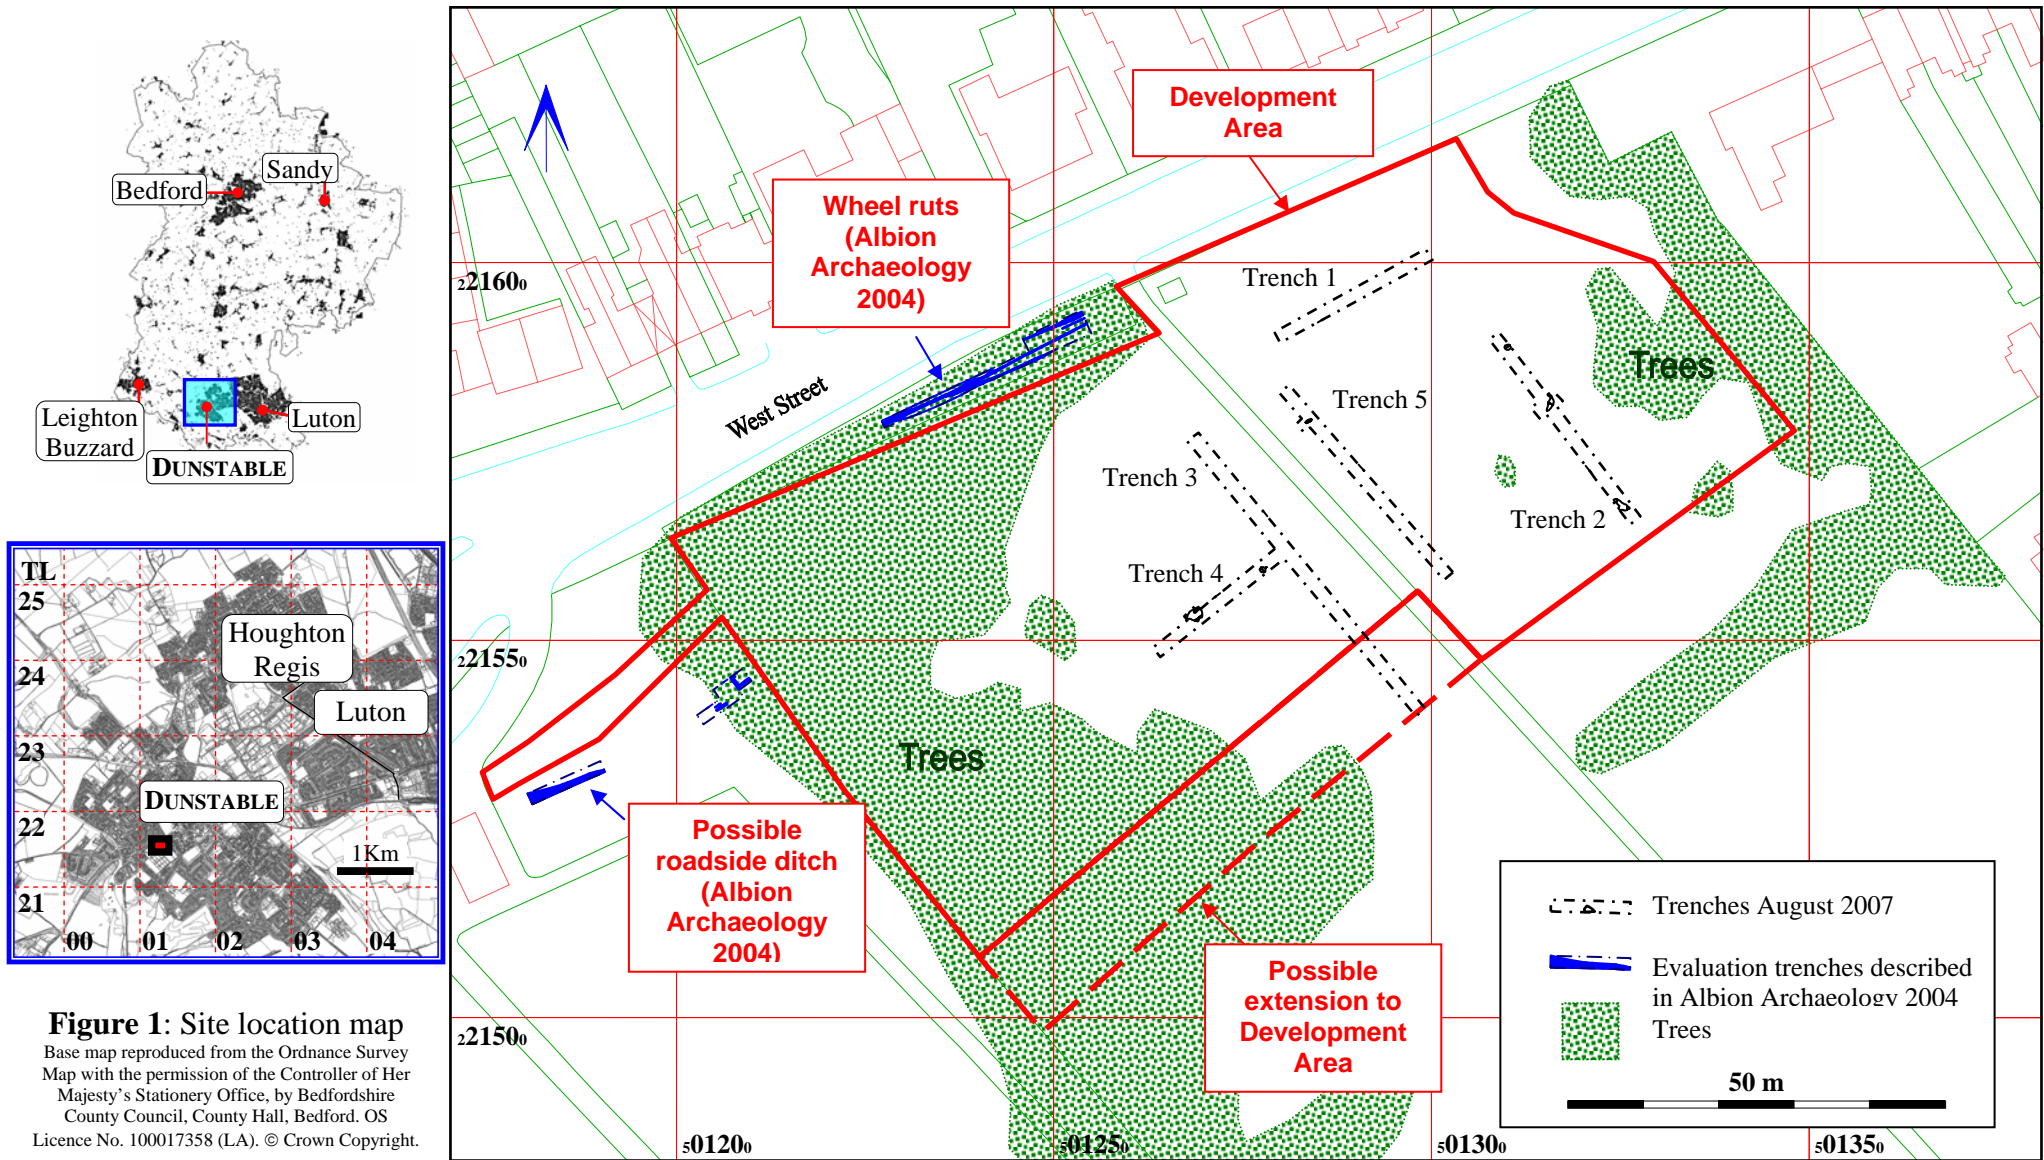 Bedford
Sandy
Leighton
Buzzard
Luton
DUNSTABLE
TL
25
24
23
22
21
00
01
02
03
04
Houghton
Regis
Luton
DUNSTABLE
1Km
Figure 1: Site location map
Base map reproduced from the Ordnance Survey
Map with the permission of the Controller of Her
Majesty's Stationery Office, by Bedfordshire
County Council, County Hall, Bedford. OS
Licence No. 100017358 (LA). © Crown Copyright.
Development
Area
Wheel ruts
(Albion
Archaeology
2004)
221600
West Street
Trench 1
Trench 5
Trees
Trench 3
Trench 2
Trench 4
221550
Trees
Possible
roadside ditch
(Albion
Archaeology
2004)
Possible
extension to
Development
Area
221500
501200
501250
501300
501350
Trenches August 2007
Evaluation trenches described
in Albion Archaeology 2004
Trees
50 m